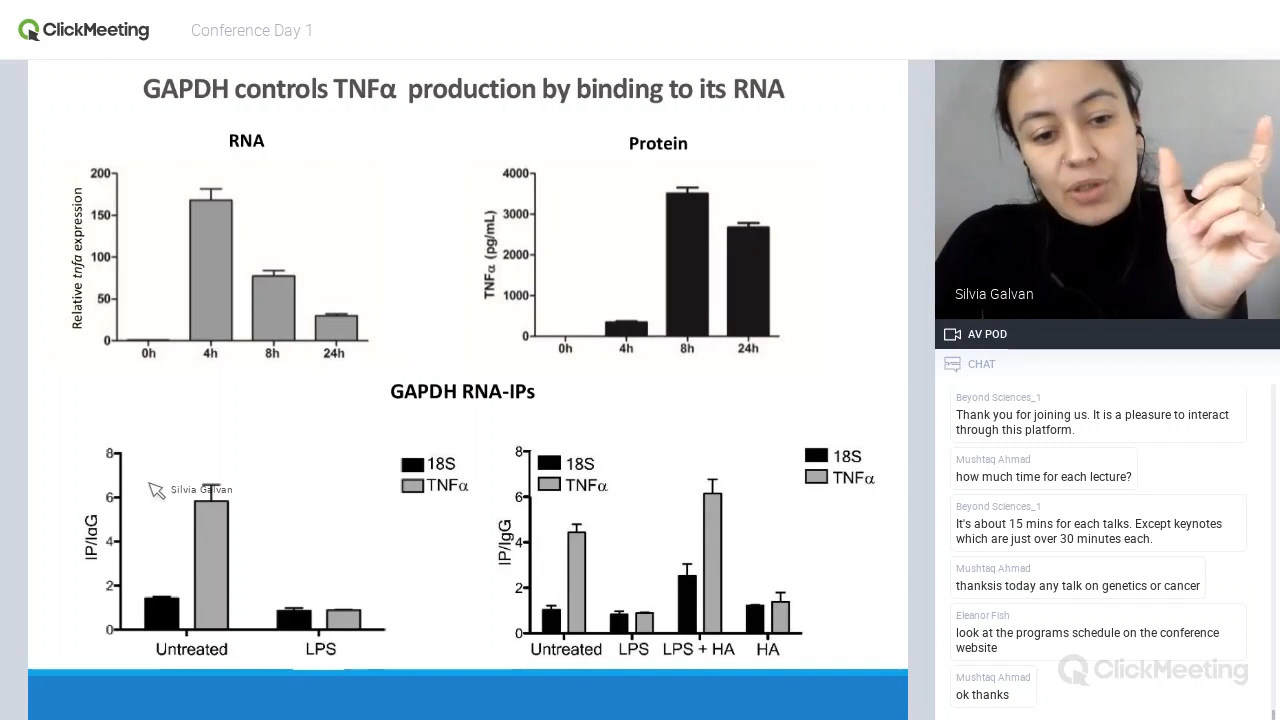 ClickMeeting
Conference Day 1
GAPDH controls TNFα production by binding to its RNA
RNA
Relative tnfa expression
200
150
100
50
0
0h 4h 8h 24h
Protein
TNFα (pg/mL)
4000
3000
2000
1000
0
0h 4h 8h 24h
GAPDH RNA-IPs
IP/IgG
8
6
4
2
0
Untreated LPS
18S
TNFα
Silvia Galvan
IP/IgG
8
6
4
2
0
18S
TNFα
Untreated LPS LPS + HA HA
18S
TNFα
Silvia Galvan
AV POD
CHAT
Beyond Sciences_1
Thank you for joining us. It is a pleasure to interact
through this platform.
Mushtaq Ahmad
how much time for each lecture?
Beyond Sciences_1
It's about 15 mins for each talks. Except keynotes
which are just over 30 minutes each.
Mushtaq Ahmad
thanksis today any talk on genetics or cancer
Eleanor Fish
look at the programs schedule on the conference
website
Mushtaq Ahmad
ok thanks
ClickMeeting